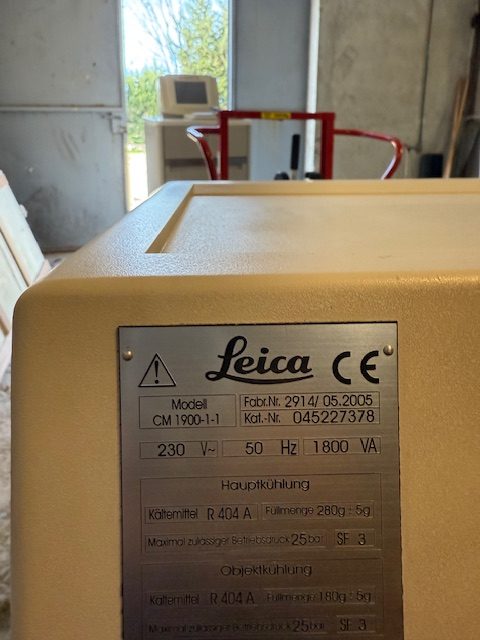 Leica CE
Modell
CM 1900-1-1
Fabr.Nr. 2914/ 05.2005
Kat.-Nr. 045227378
230 V~ 50 Hz 1800 VA
Hauptkühlung
Kältemittel R 404 A Füllmenge 280g ± 5g
Maximal zulässiger Betriebsdruck 25 bar SF 3
Objektkühlung
Kältemittel R 404 A Füllmenge 180g ± 5g
Maximal zulässiger Betriebsdruck 25 bar SF 3